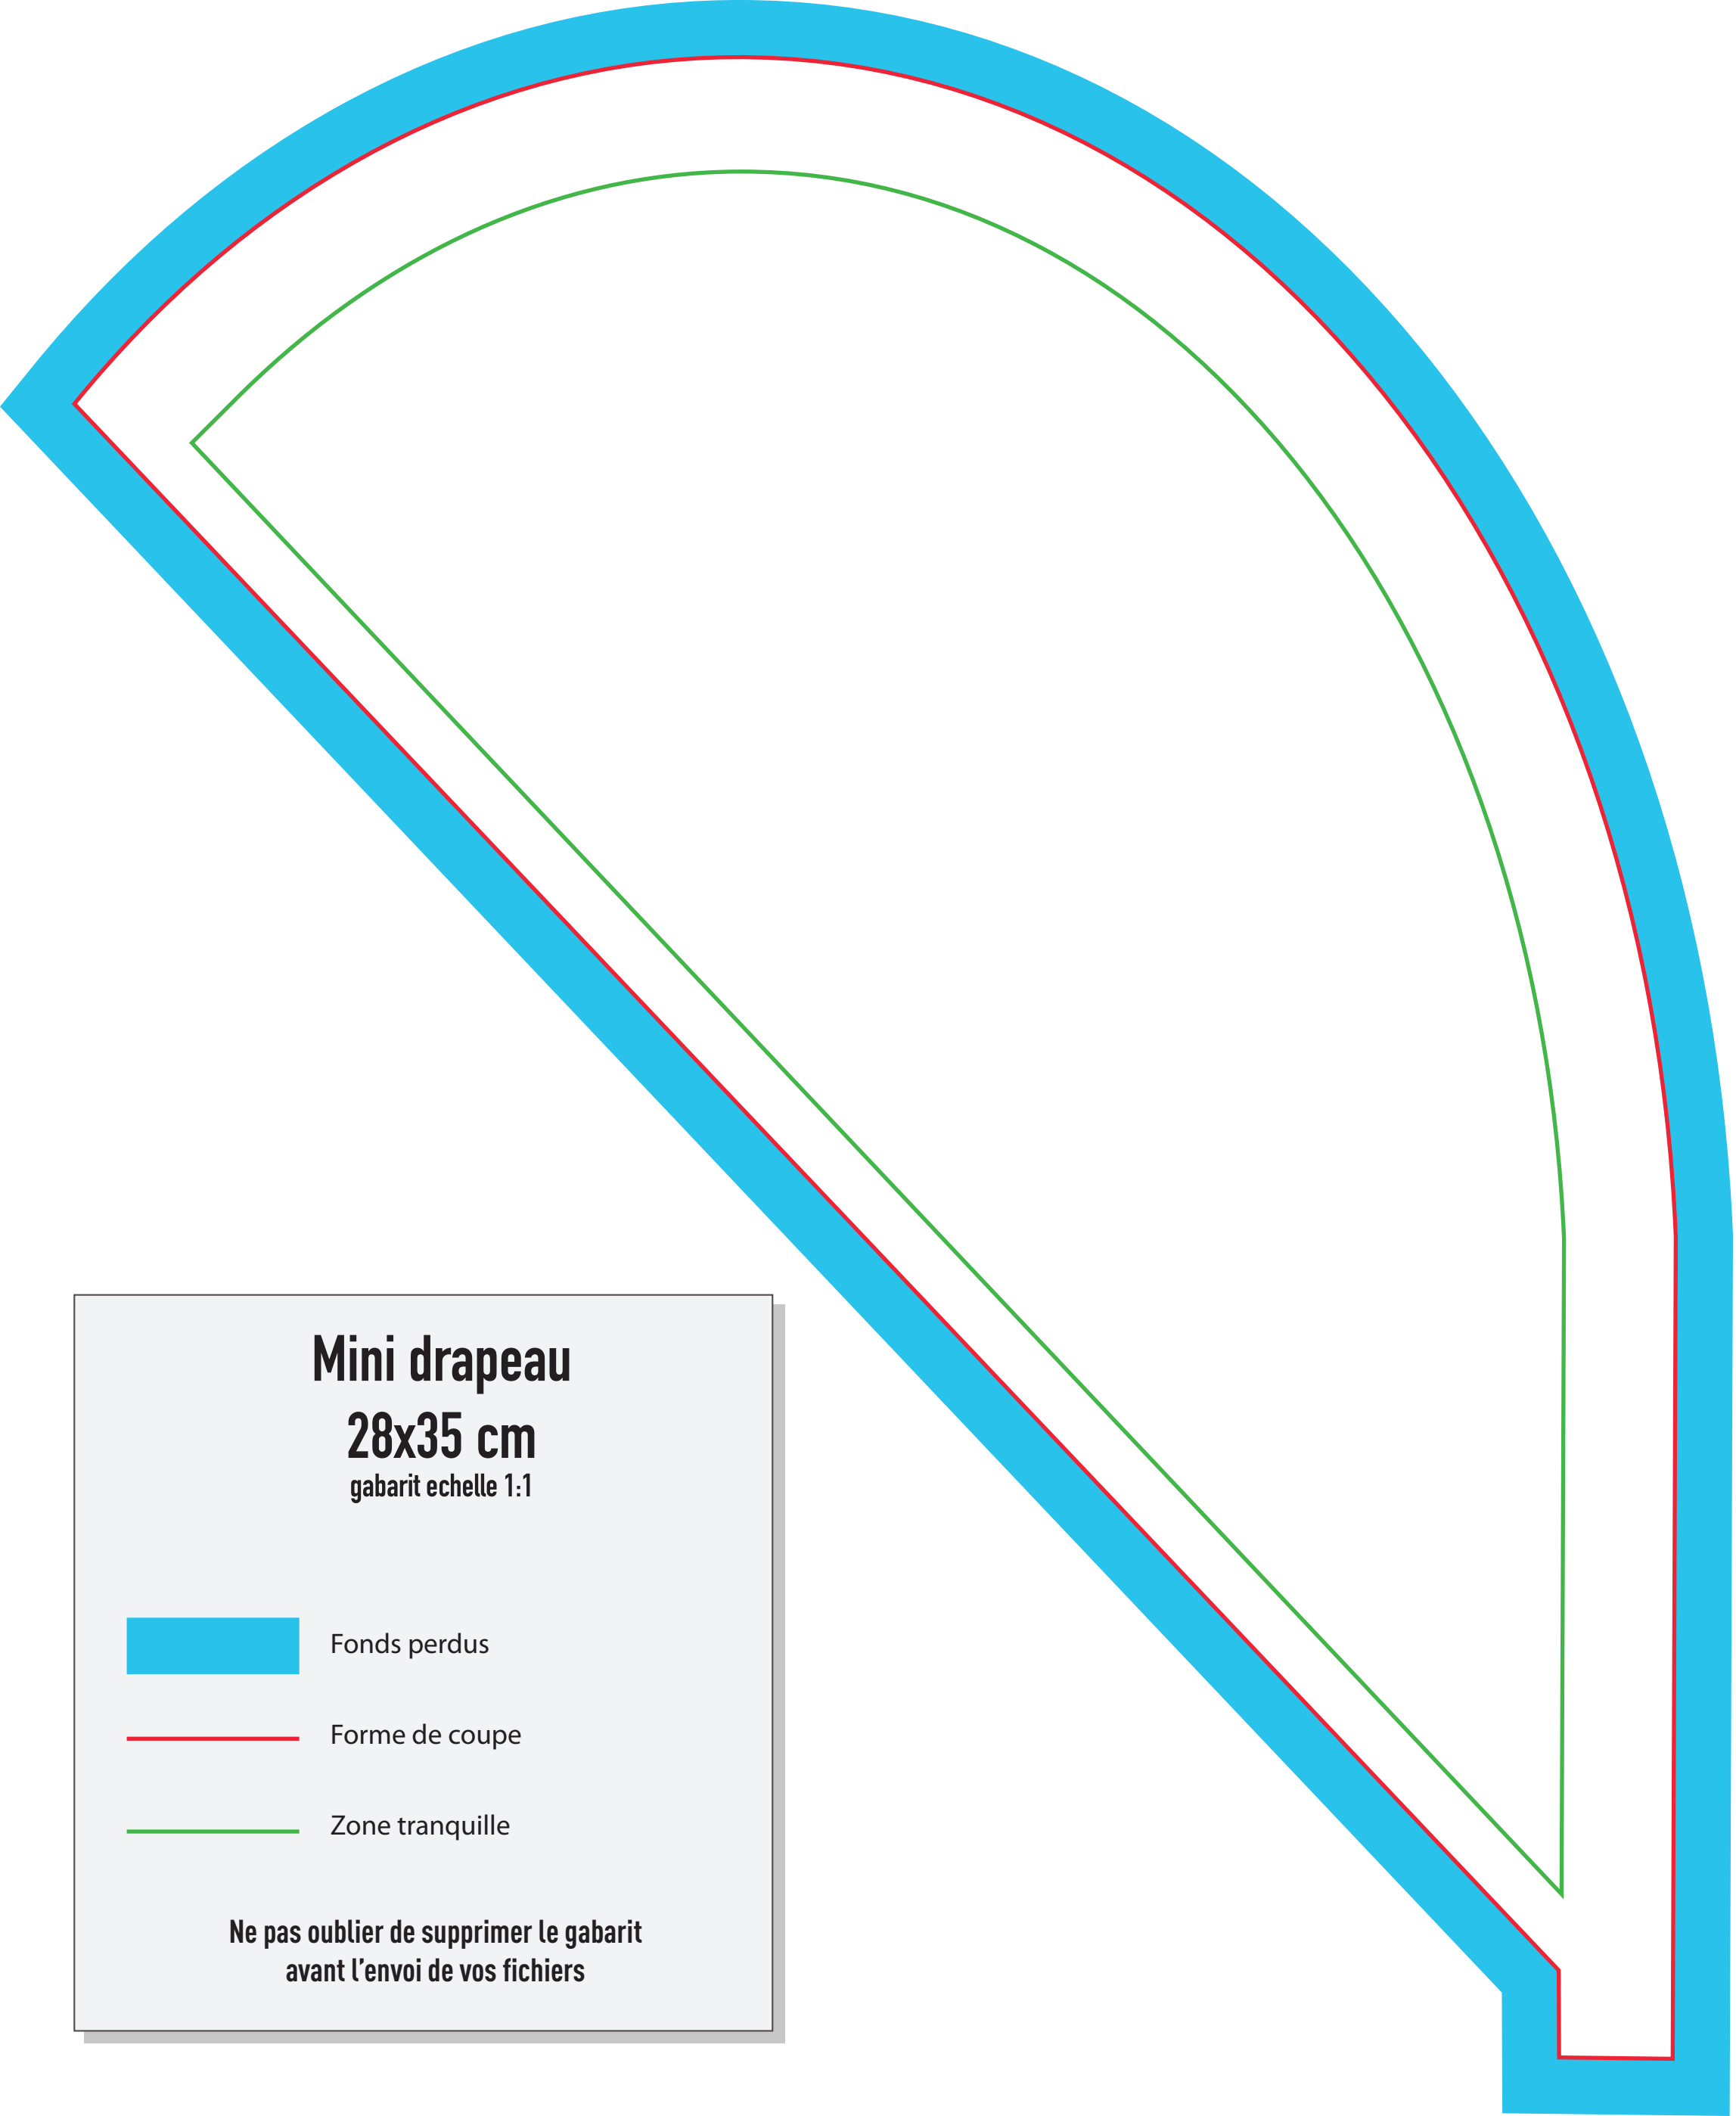 Mini drapeau
28x35 cm
gabarit echelle 1:1
Fonds perdus
Forme de coupe
Zone tranquille
Ne pas oublier de supprimer le gabarit
avant l'envoi de vos fichiers